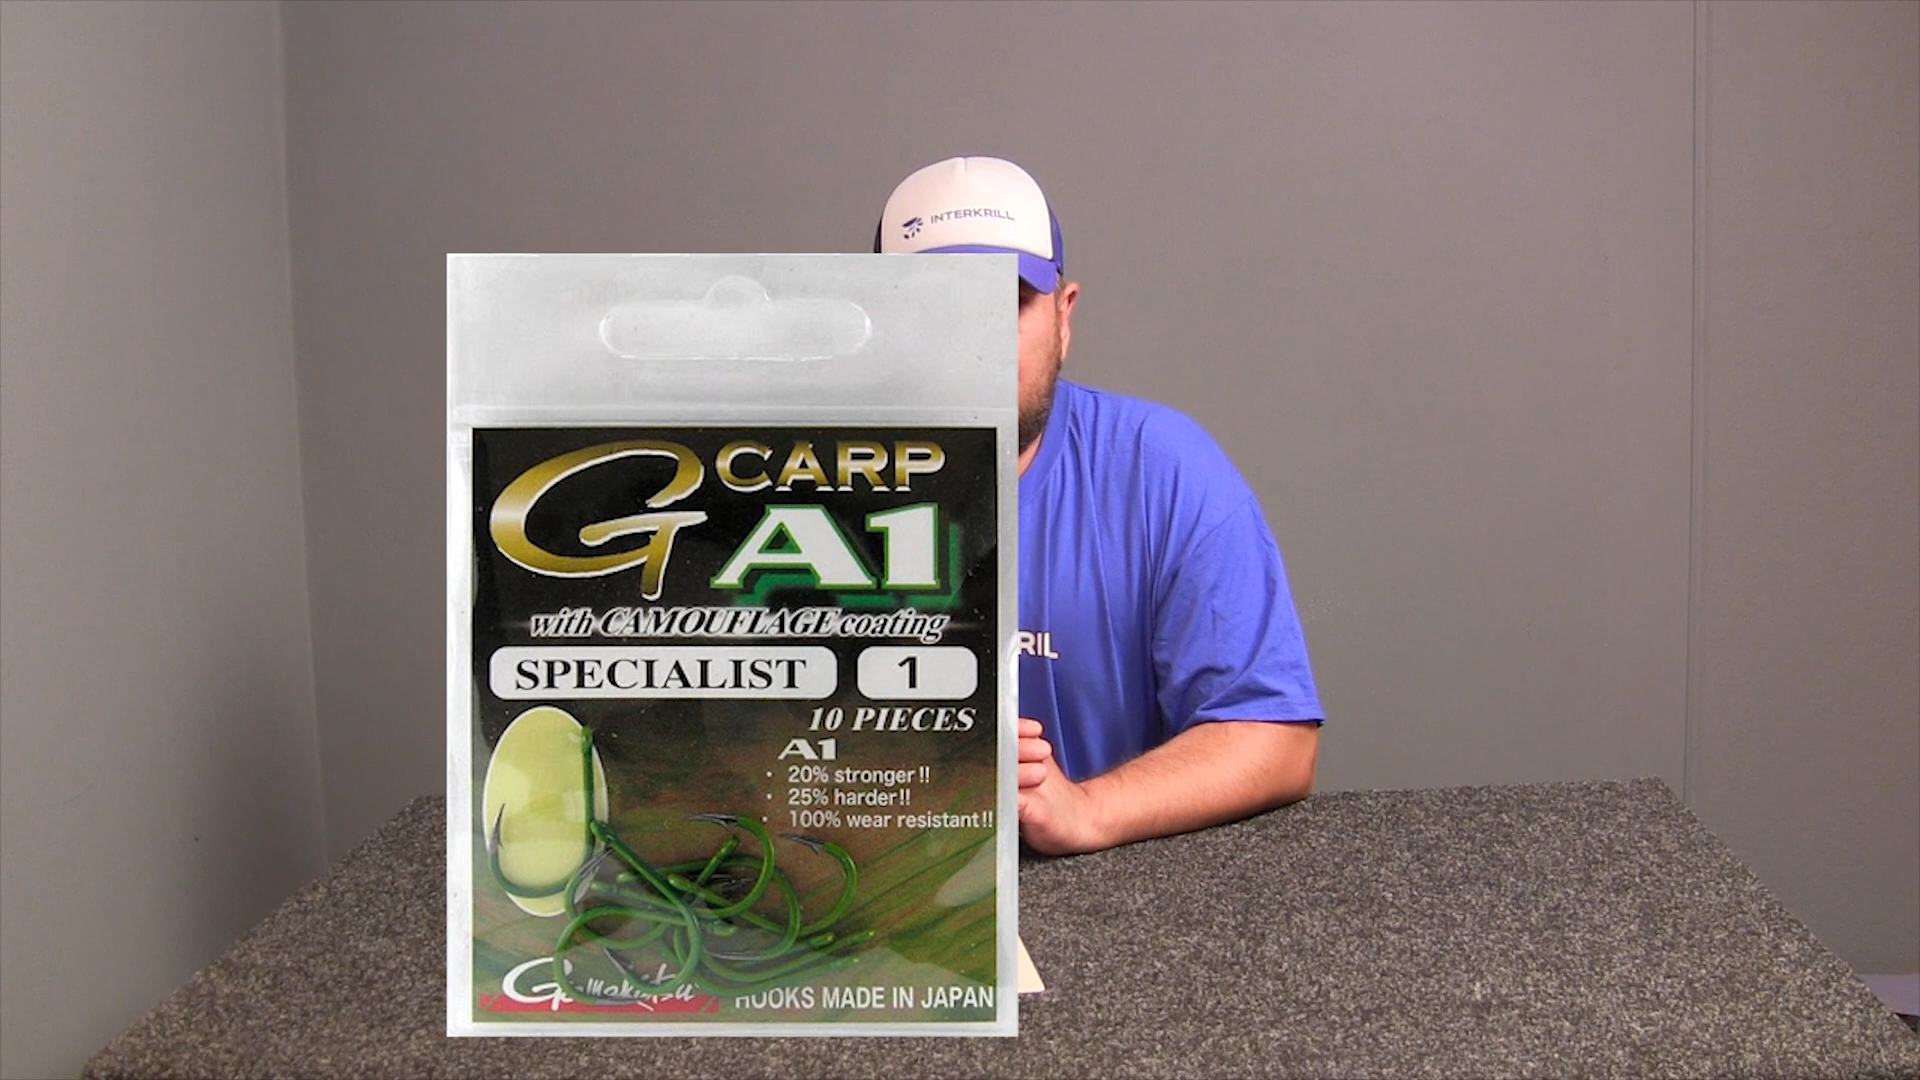 INTERKRILL
G CARP
A1
with CAMOUFLAGE coating
SPECIALIST 1
10 PIECES
A1
· 20% stronger!!
· 25% harder!!
· 100% wear resistant!!
Gamakatsu HOOKS MADE IN JAPAN
RIL